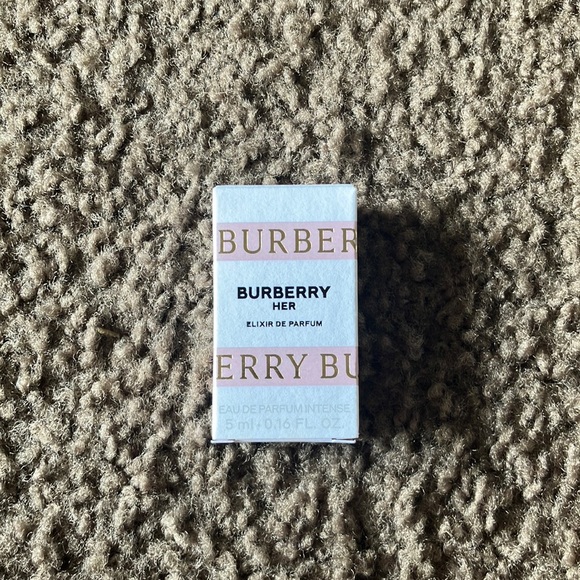 BURBER
BURBERRY
HER
ELIXIR DE PARFUM
ERRY BU
EAU DE PARFUM INTENSE
5 ml - 0.16 FL. OZ.